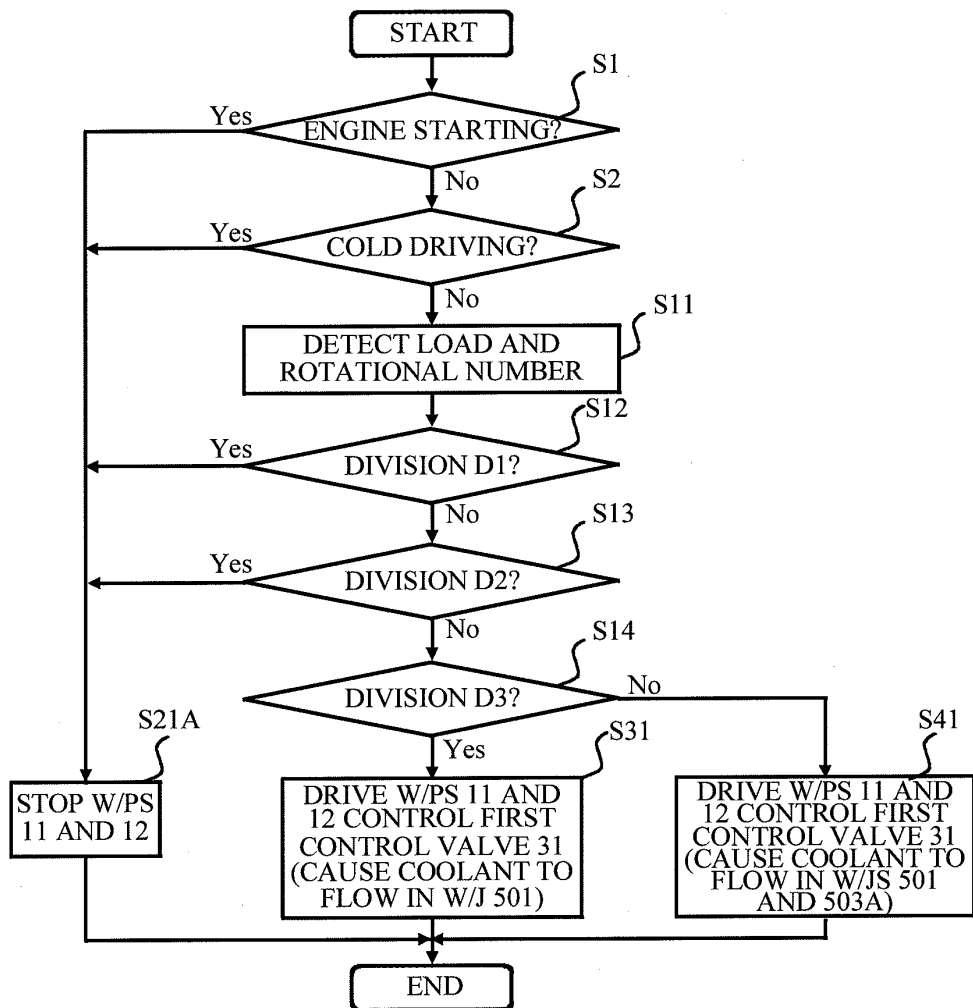 START
S1
Yes
ENGINE STARTING?
No
S2
Yes
COLD DRIVING?
No
S11
DETECT LOAD AND
ROTATIONAL NUMBER
S12
Yes
DIVISION D1?
No
S13
Yes
DIVISION D2?
No
S14
DIVISION D3?
No
Yes
S21A
STOP W/PS
11 AND 12
S31
DRIVE W/PS 11 AND
12 CONTROL FIRST
CONTROL VALVE 31
(CAUSE COOLANT TO
FLOW IN W/J 501)
S41
DRIVE W/PS 11 AND
12 CONTROL FIRST
CONTROL VALVE 31
(CAUSE COOLANT TO
FLOW IN W/JS 501
AND 503A)
END